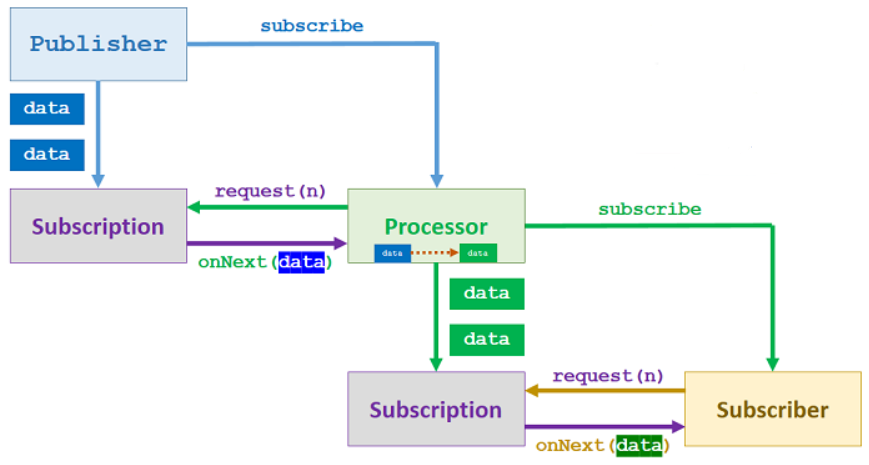 subscribe
Publisher
data
data
request(n)
Subscription
Processor
subscribe
data
data
onNext(data)
data
data
request(n)
Subscription
Subscriber
onNext(data)